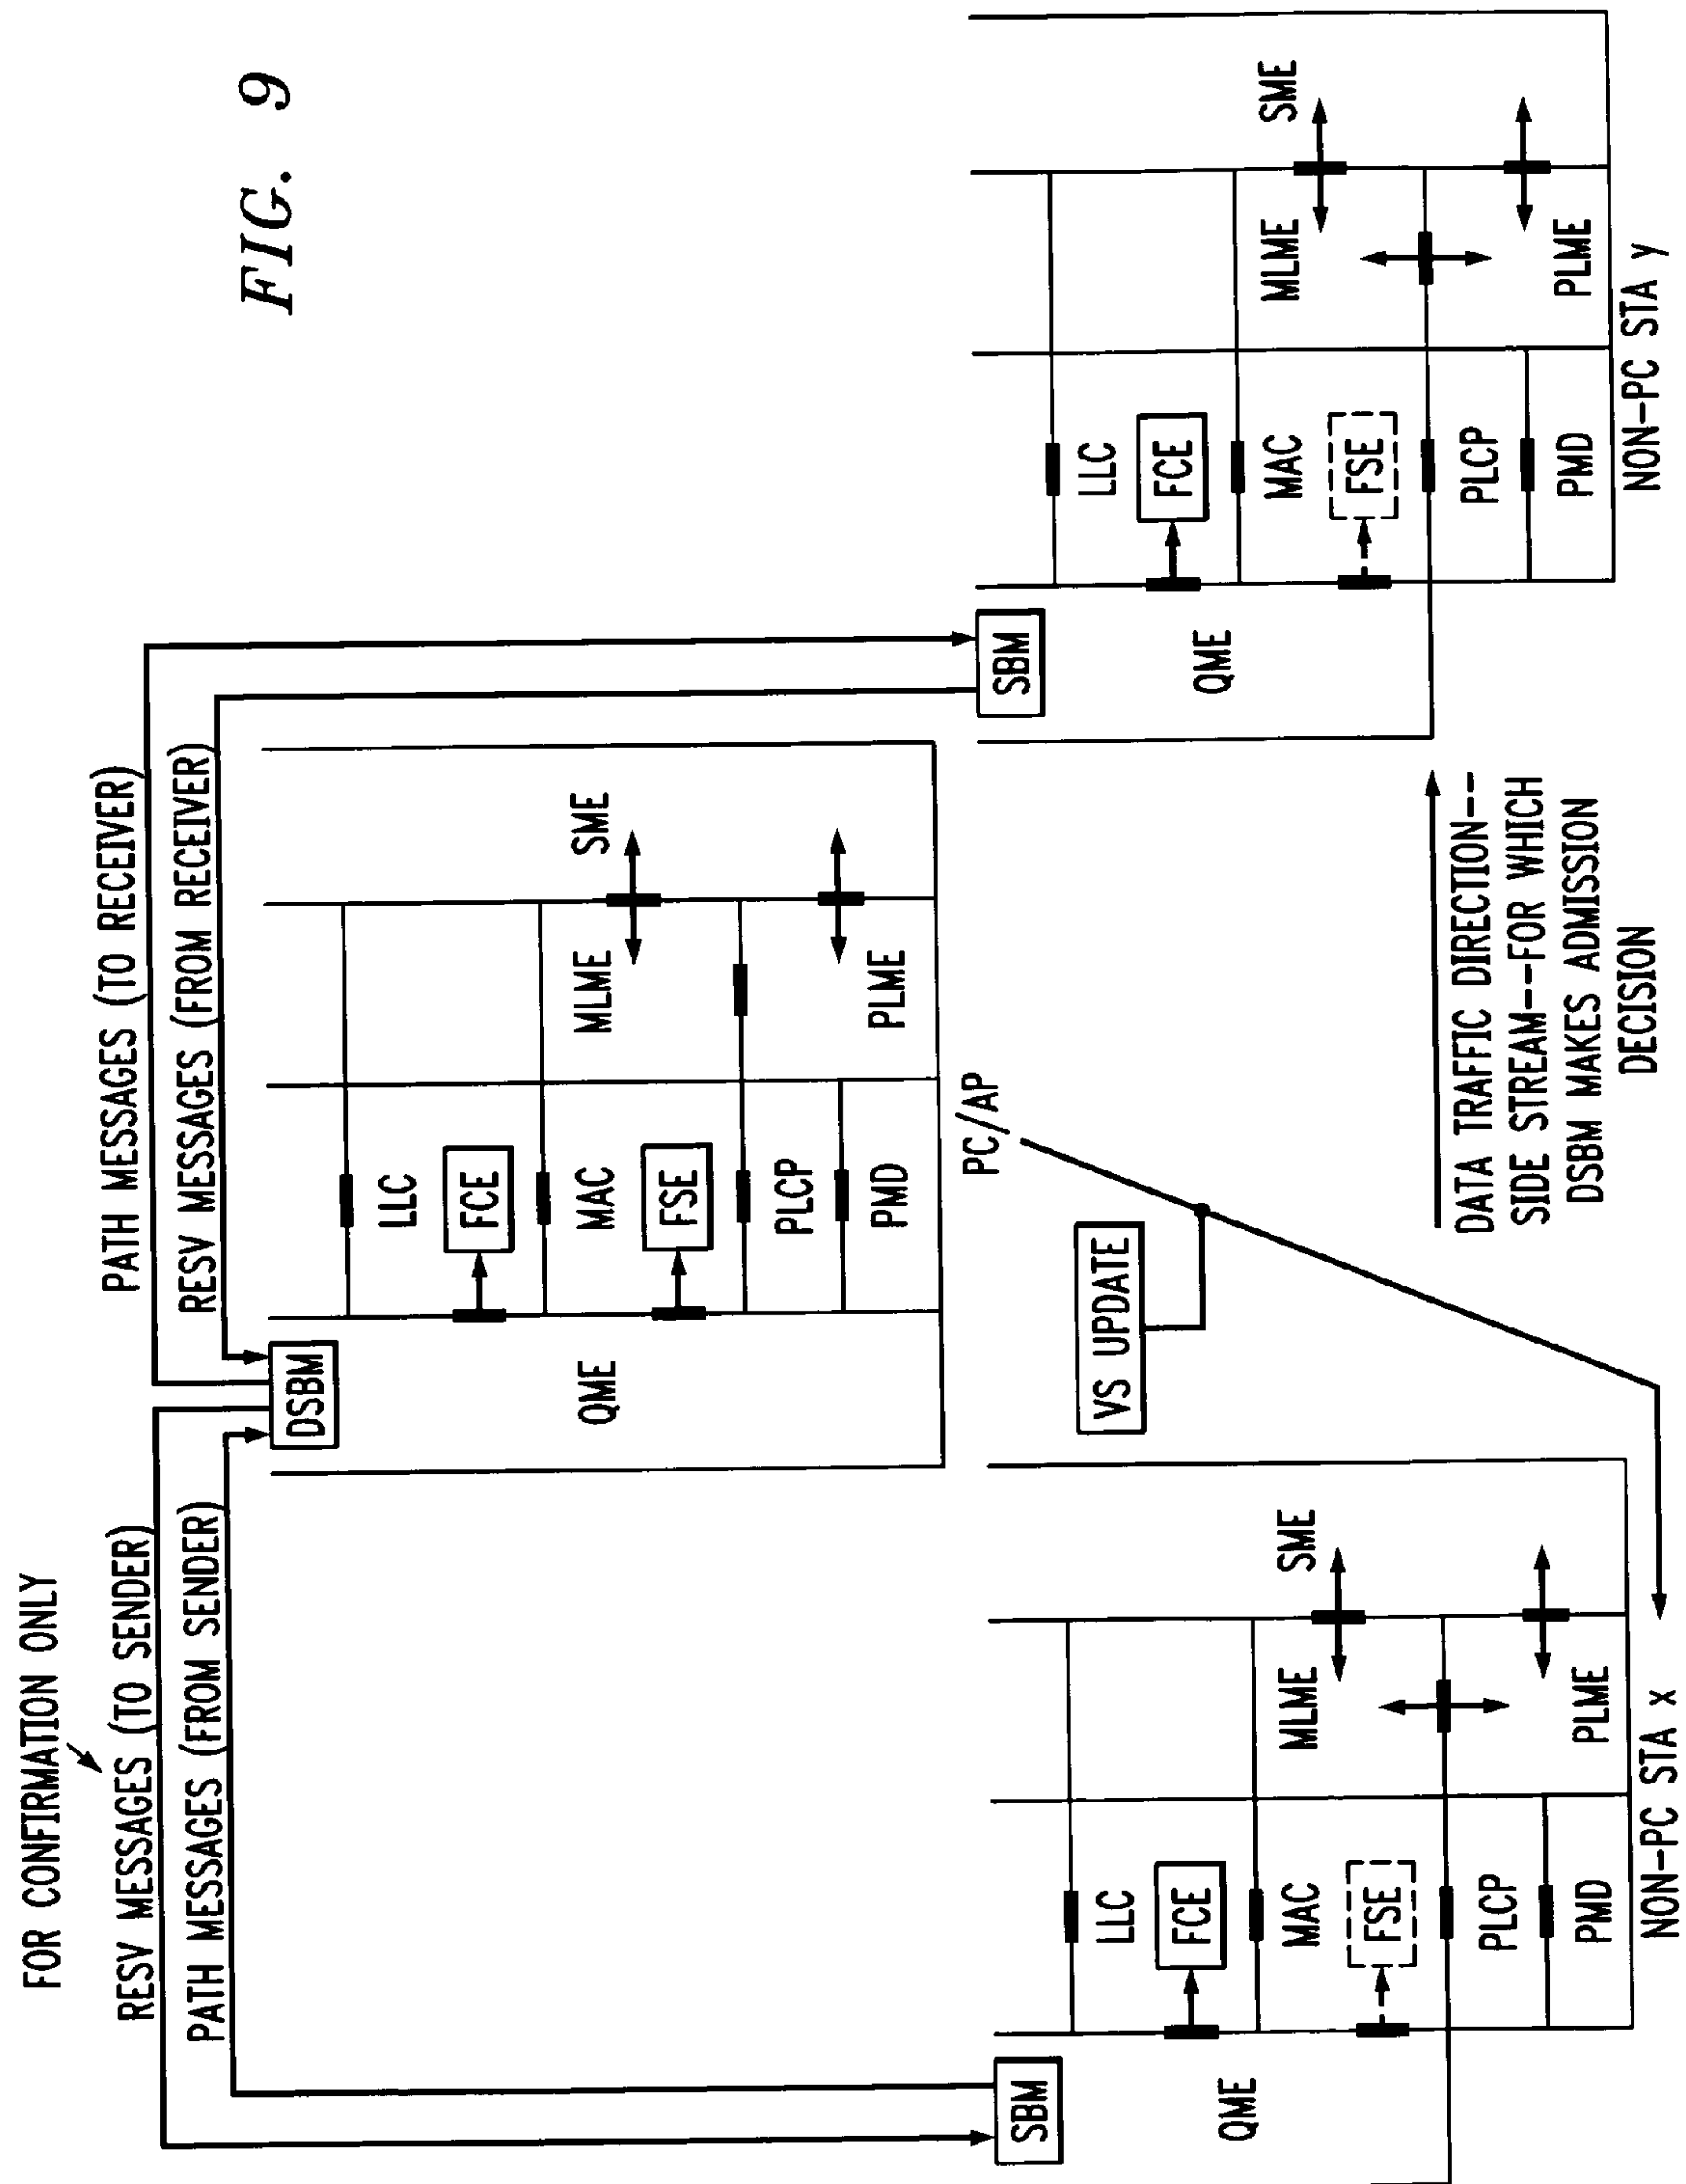 FIG. 9
FOR CONFIRMATION ONLY
RESV MESSAGES (TO SENDER)
PATH MESSAGES (FROM SENDER)
PATH MESSAGES (TO RECEIVER)
RESV MESSAGES (FROM RECEIVER)
DSBM
QME
LLC
FCE
MAC
FSE
PLCP
PMD
MLME
SME
PLME
PC/AP
VS UPDATE
SBM
QME
LLC
FCE
MAC
FSE
PLCP
PMD
MLME
SME
PLME
NON-PC STA x
DATA TRAFFIC DIRECTION--
SIDE STREAM--FOR WHICH
DSBM MAKES ADMISSION
DECISION
SBM
QME
LLC
FCE
MAC
FSE
PLCP
PMD
MLME
SME
PLME
NON-PC STA y